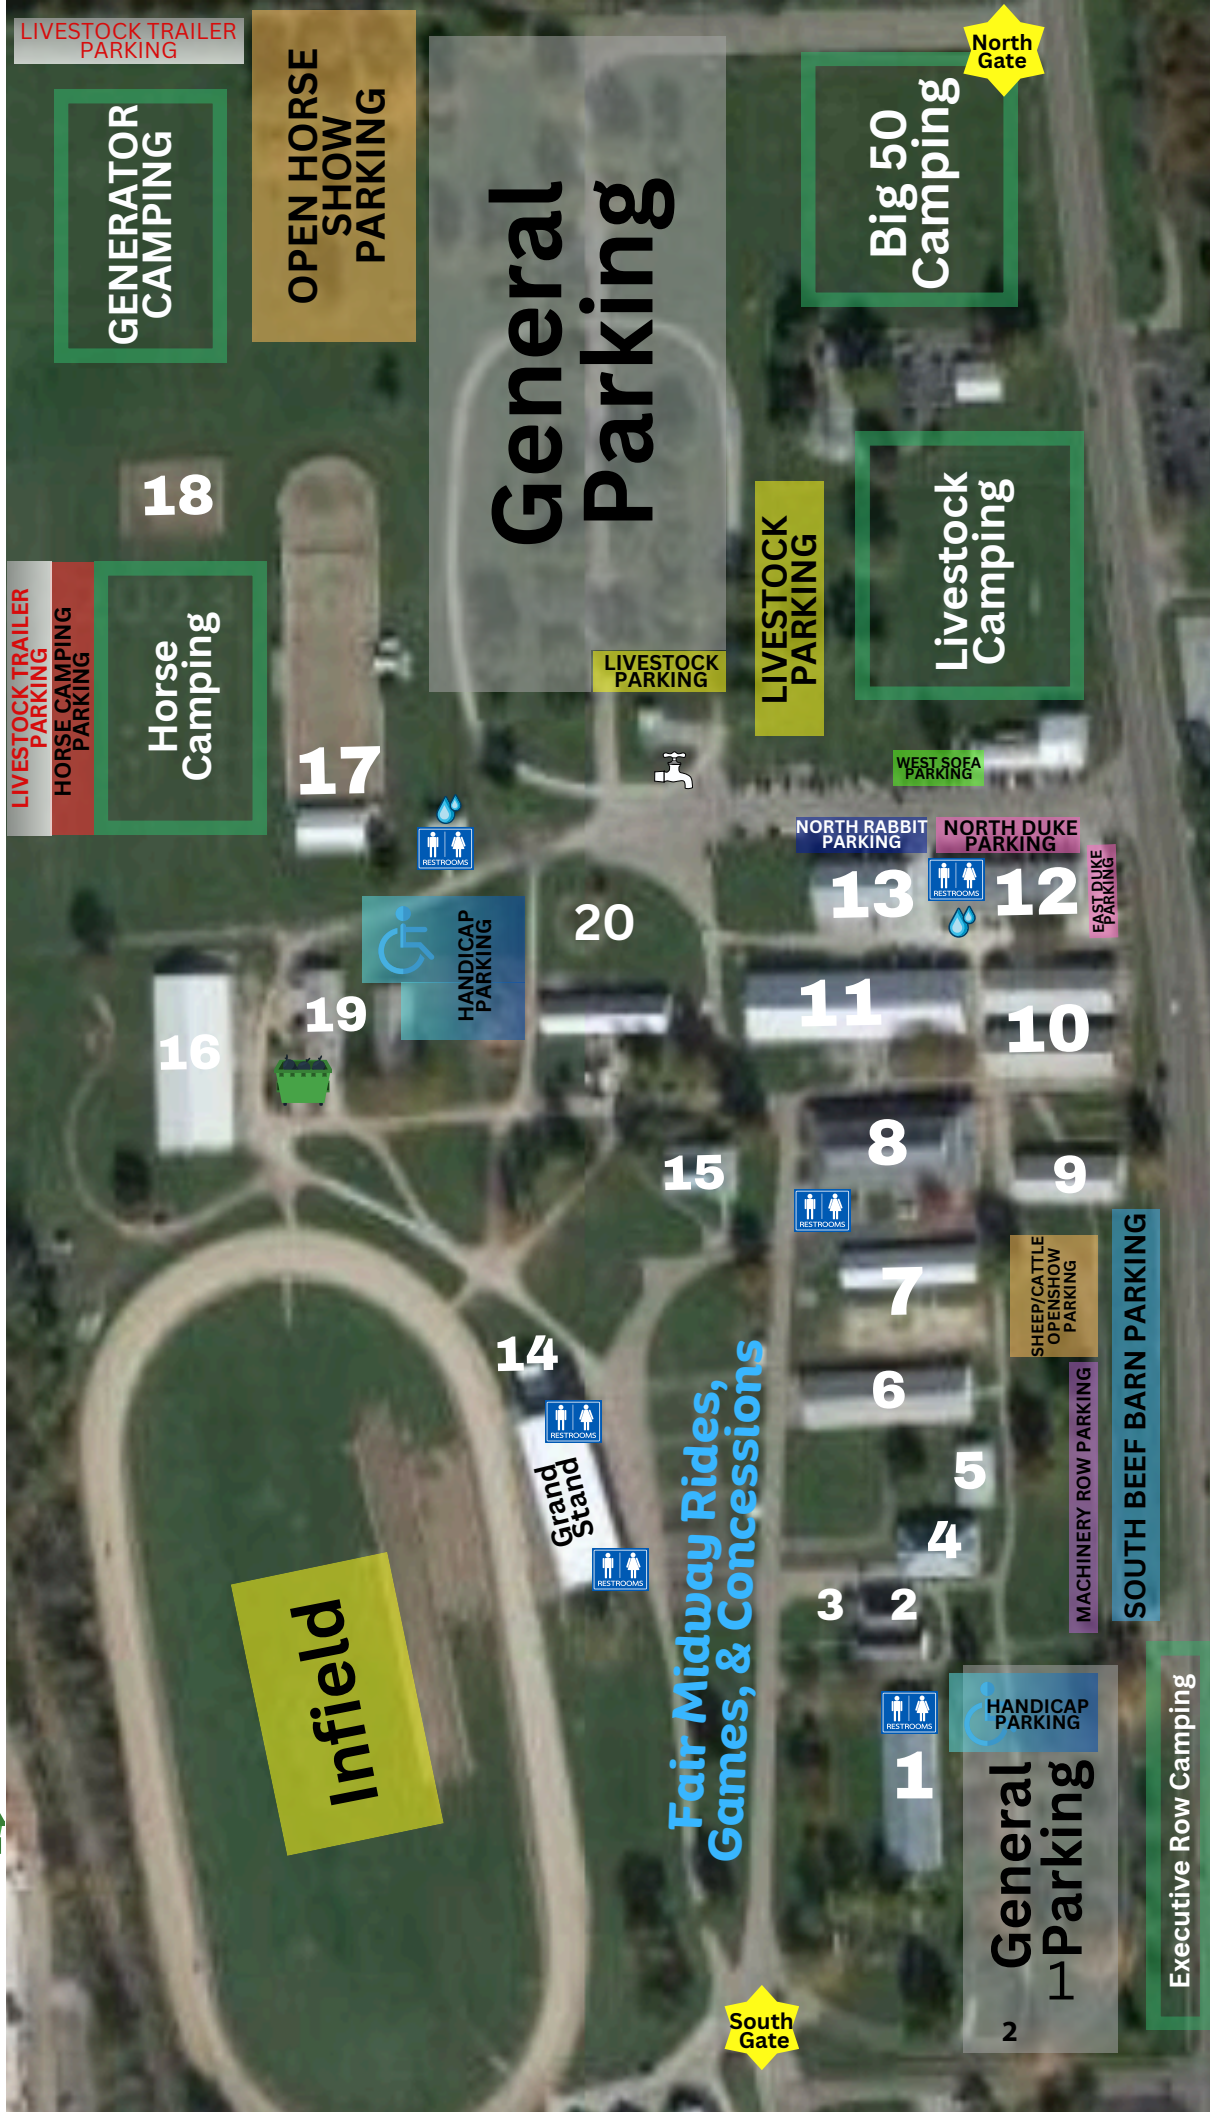 LIVESTOCK TRAILER
PARKING
North
Gate
GENERATOR
CAMPING
OPEN HORSE
SHOW
PARKING
General
Parking
Big 50
Camping
18
LIVESTOCK
PARKING
Livestock
Camping
LIVESTOCK TRAILER
PARKING
HORSE CAMPING
PARKING
Horse
Camping
LIVESTOCK
PARKING
17
WEST SOFA
PARKING
RESTROOMS
NORTH RABBIT
PARKING
NORTH DUKE
PARKING
EAST DUKE
PARKING
13
RESTROOMS
12
HANDICAP
PARKING
20
19
16
11
10
15
8
9
RESTROOMS
7
SHEEP/CATTLE
OPENSHOW
PARKING
SOUTH BEEF BARN PARKING
14
RESTROOMS
6
MACHINERY ROW PARKING
Grand
Stand
RESTROOMS
Fair Midway Rides,
Games, & Concessions
5
4
3
2
Infield
RESTROOMS
HANDICAP
PARKING
1
General
Parking
1
2
Executive Row Camping
South
Gate